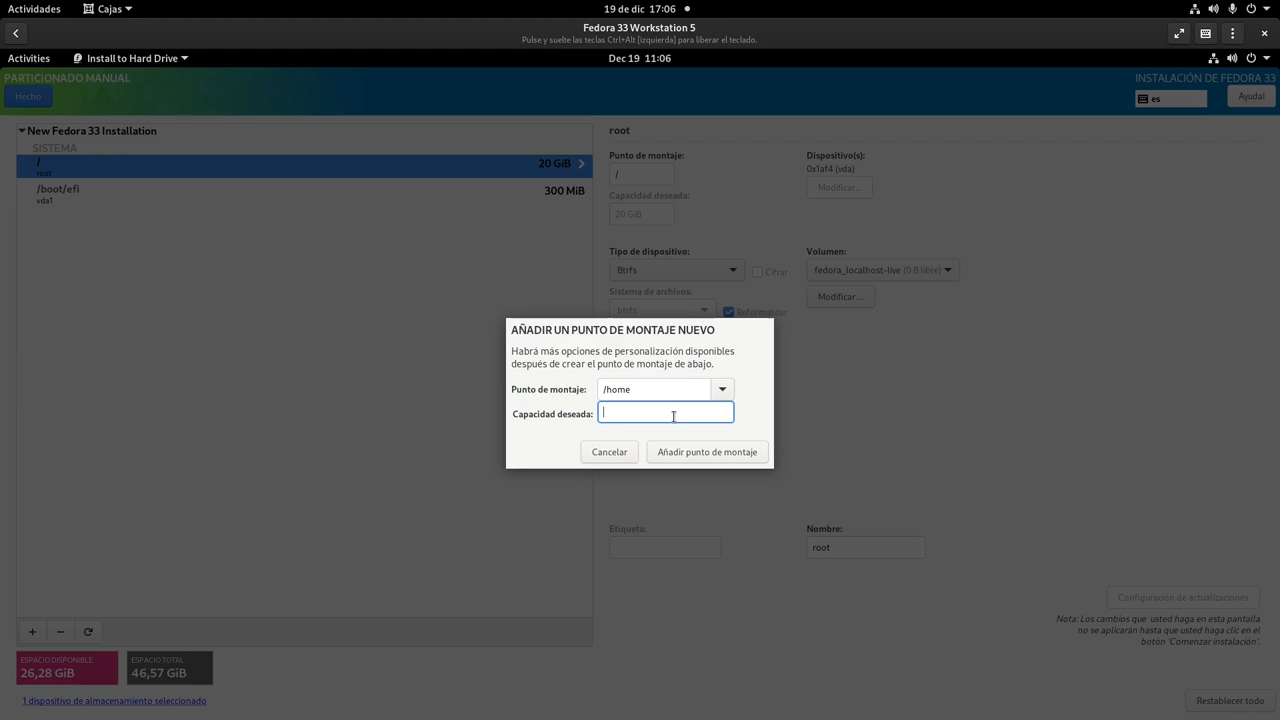 Actividades
Cajas
19 de dic 17:06
Fedora 33 Workstation 5
Pulse y suelte las teclas Ctrl+Alt [izquierda] para liberar el teclado.
Activities
Install to Hard Drive
Dec 19 11:06
PARTICIONADO MANUAL
INSTALACIÓN DE FEDORA 33
Hecho
es
Ayuda!
New Fedora 33 Installation
SISTEMA
/
root
20 GiB
/boot/efi
vda1
300 MiB
root
Punto de montaje:
/
Dispositivo(s):
0x1af4 (vda)
Modificar...
Capacidad deseada:
20 GiB
Tipo de dispositivo:
Btrfs
Cifrar
Volumen:
fedora_localhost-live (0 B libre)
Sistema de archivos:
btrfs
Reformatear
Modificar...
AÑADIR UN PUNTO DE MONTAJE NUEVO
Habrá más opciones de personalización disponibles
después de crear el punto de montaje de abajo.
Punto de montaje:
/home
Capacidad deseada:
Cancelar
Añadir punto de montaje
Etiqueta:
Nombre:
root
Configuración de actualizaciones
Nota: Los cambios que usted haga en esta pantalla
no se aplicarán hasta que usted haga clic en el
botón 'Comenzar instalación'.
+ −
ESPACIO DISPONIBLE
26,28 GiB
ESPACIO TOTAL
46,57 GiB
1 dispositivo de almacenamiento seleccionado
Restablecer todo